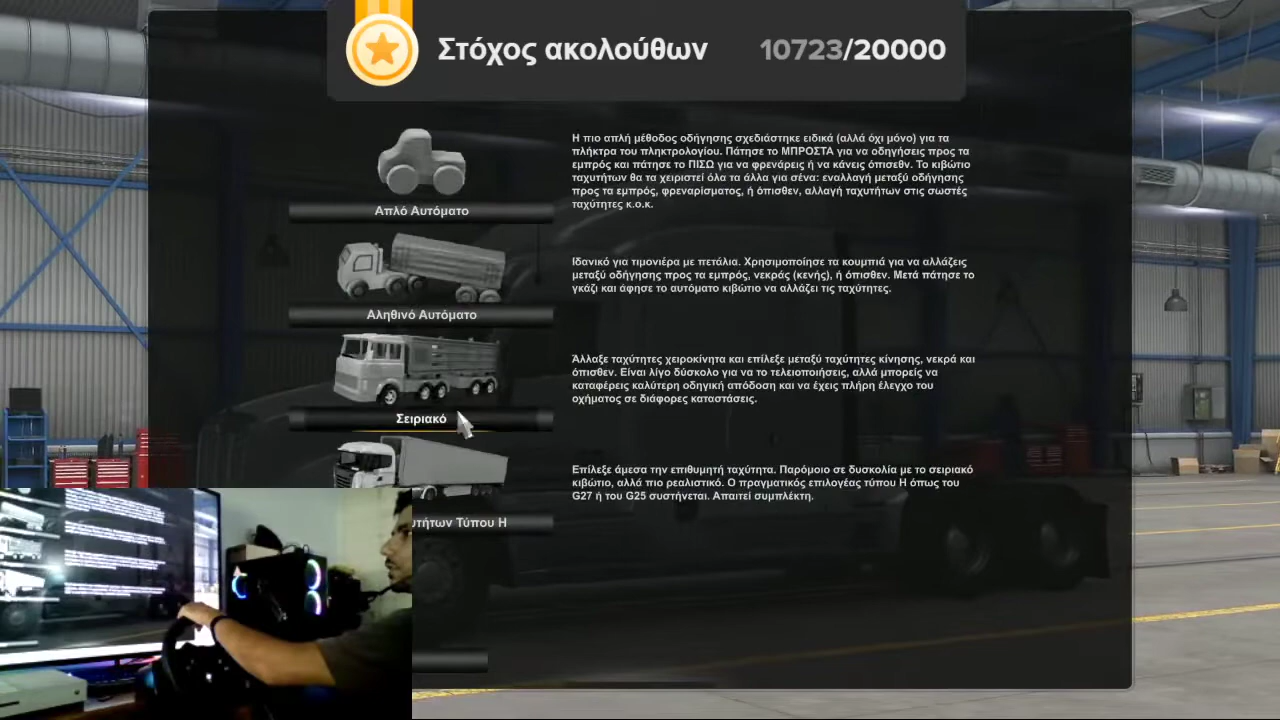 Στόχος ακολούθων 10723/20000
Η πιο απλή μέθοδος οδήγησης σχεδιάστηκε ειδικά (αλλά όχι μόνο) για τα
πλήκτρα του πληκτρολογίου. Πάτησε το ΜΠΡΟΣΤΑ για να οδηγήσεις προς τα
εμπρός και πάτησε το ΠΙΣΩ για να φρενάρεις ή να κάνεις όπισεθν. Το κιβώτιο
ταχυτήτων θα τα χειριστεί όλα τα άλλα για σένα: εναλλαγή μεταξύ οδήγησης
προς τα εμπρός, φρεναρίσματος, ή όπισθεν, αλλαγή ταχυτήτων στις σωστές
ταχύτητες κ.ο.κ.
Απλό Αυτόματο
Ιδανικό για τιμονιέρα με πετάλια. Χρησιμοποίησε τα κουμπιά για να αλλάζεις
μεταξύ οδήγησης προς τα εμπρός, νεκράς (κενής), ή όπισθεν. Μετά πάτησε το
γκάζι και άφησε το αυτόματο κιβώτιο να αλλάζει τις ταχύτητες.
Αληθινό Αυτόματο
Άλλαξε ταχύτητες χειροκίνητα και επίλεξε μεταξύ ταχύτητες κίνησης, νεκρά και
όπισθεν. Είναι λίγο δύσκολο για να το τελειοποιήσεις, αλλά μπορείς να
καταφέρεις καλύτερη οδηγική απόδοση και να έχεις πλήρη έλεγχο του
οχήματος σε διάφορες καταστάσεις.
Σειριακό
Επίλεξε άμεσα την επιθυμητή ταχύτητα. Παρόμοιο σε δυσκολία με το σειριακό
κιβώτιο, αλλά πιο ρεαλιστικό. Ο πραγματικός επιλογέας τύπου Η όπως του
G27 ή του G25 συστήνεται. Απαιτεί συμπλέκτη.
υτήτων Τύπου Η